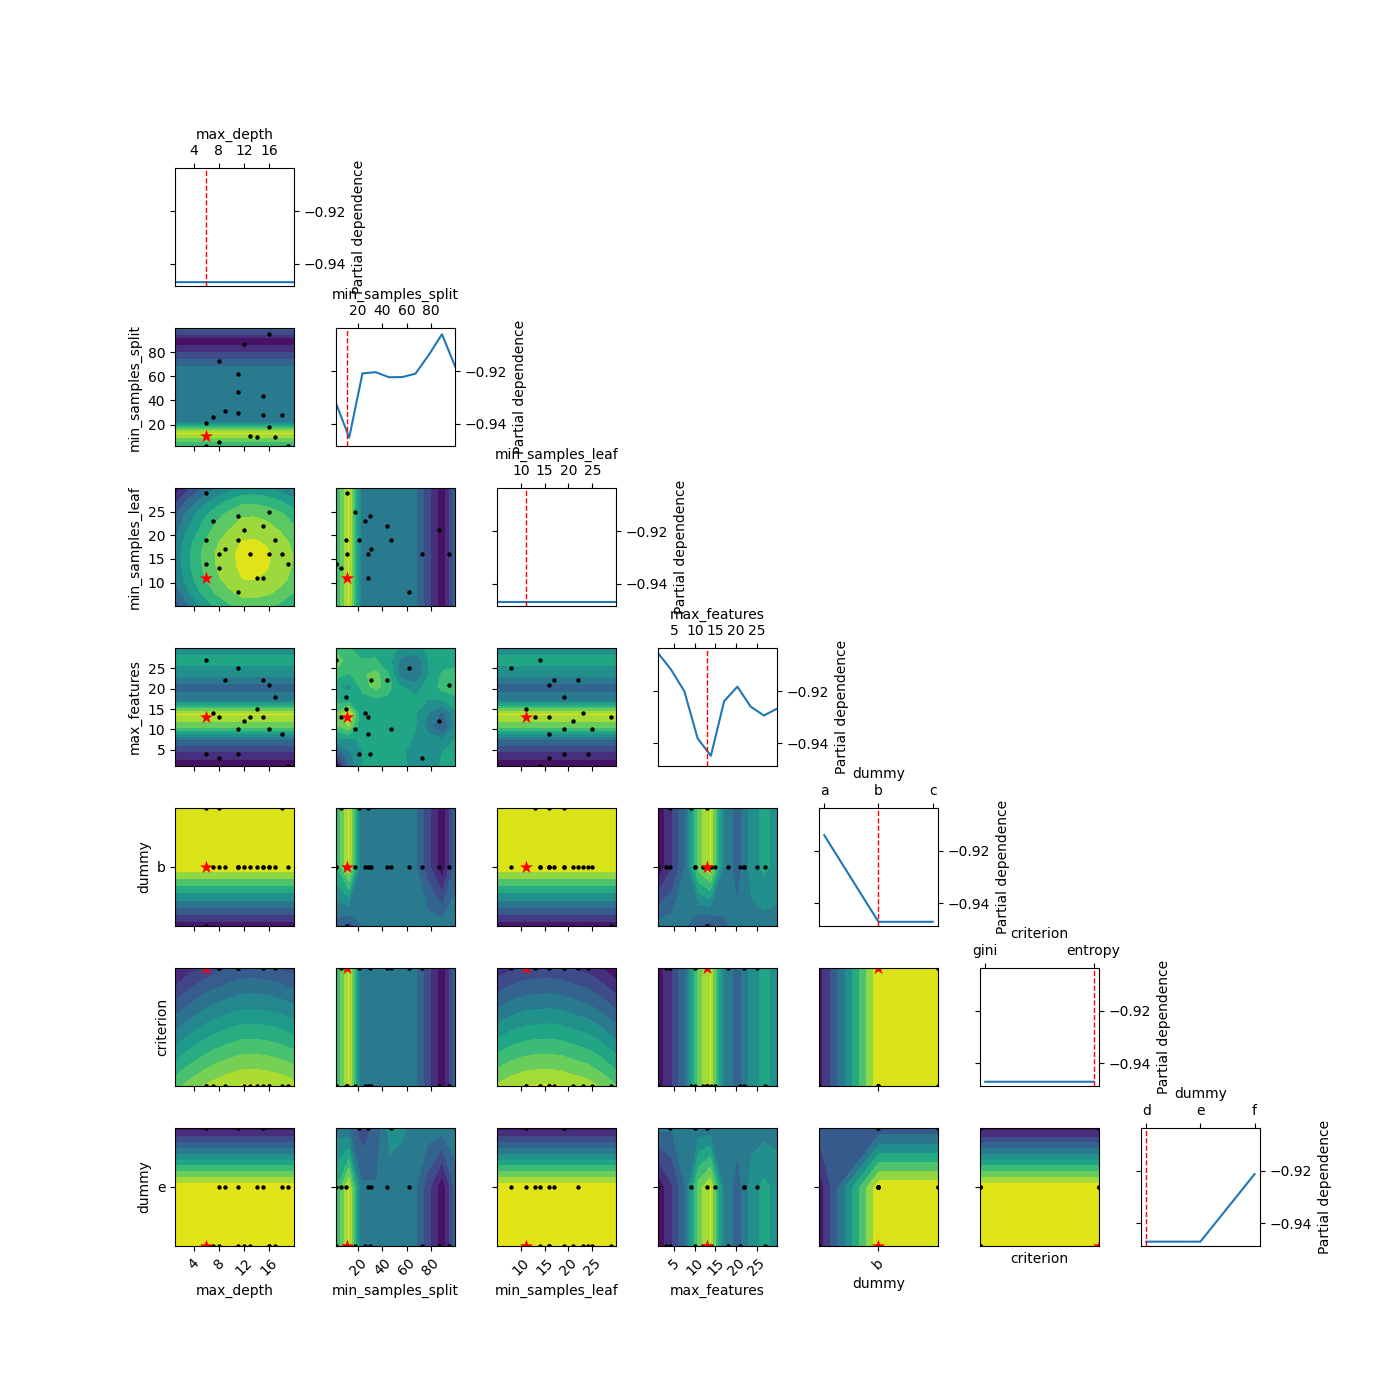 max_depth
4 8 12 16
−0.92
−0.94
Partial dependence
min_samples_split
20 40 60 80
min_samples_split
80
60
40
20
−0.92
−0.94
Partial dependence
min_samples_leaf
10 15 20 25
min_samples_leaf
25
20
15
10
−0.92
−0.94
Partial dependence
max_features
5 10 15 20 25
max_features
25
20
15
10
5
−0.92
−0.94
Partial dependence
dummy
a b c
dummy
b
−0.92
−0.94
Partial dependence
criterion
gini entropy
criterion
−0.92
−0.94
Partial dependence
dummy
d e f
dummy
e
−0.92
−0.94
Partial dependence
4 8 12 16
max_depth
20 40 60 80
min_samples_split
10 15 20 25
min_samples_leaf
5 10 15 20 25
max_features
b
dummy
criterion